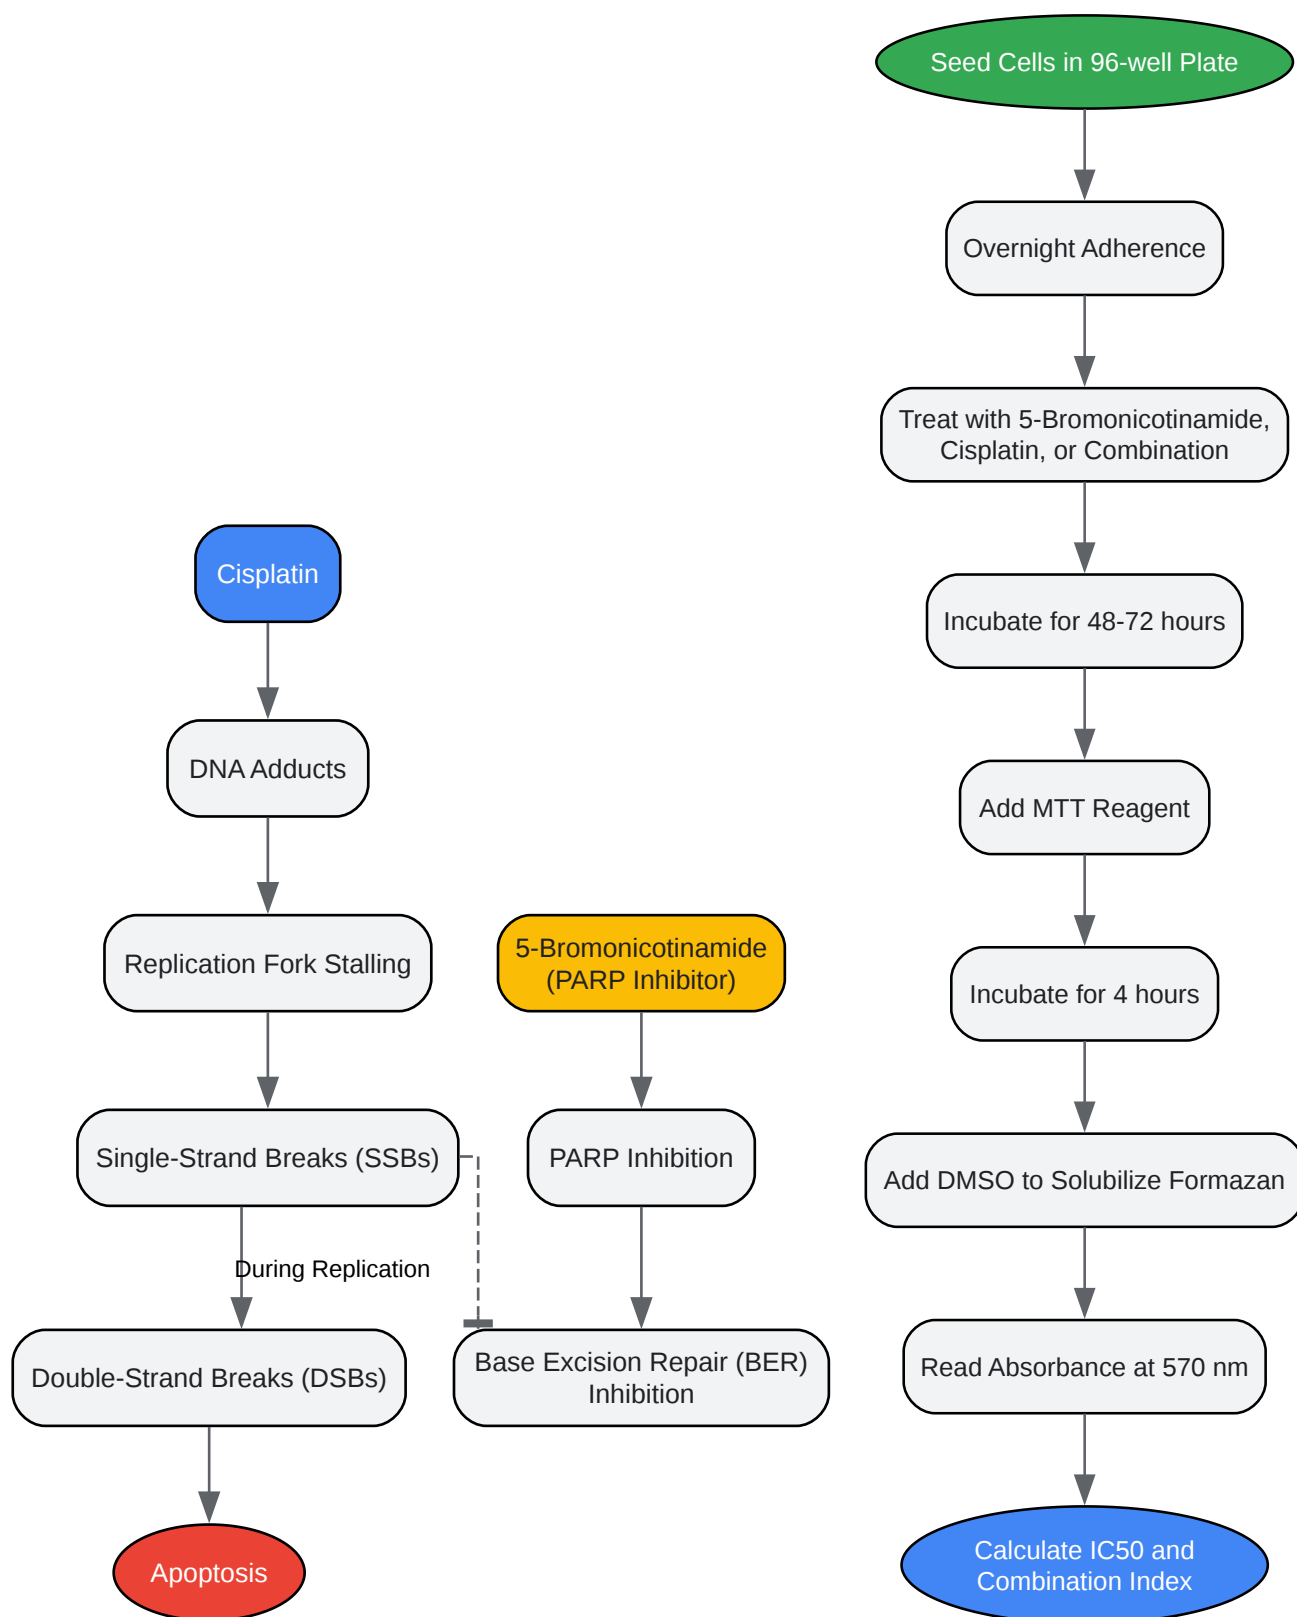 Cisplatin
DNA Adducts
Replication Fork Stalling
Single-Strand Breaks (SSBs)
During Replication
Double-Strand Breaks (DSBs)
Apoptosis
5-Bromonicotinamide
(PARP Inhibitor)
PARP Inhibition
Base Excision Repair (BER)
Inhibition
Seed Cells in 96-well Plate
Overnight Adherence
Treat with 5-Bromonicotinamide,
Cisplatin, or Combination
Incubate for 48-72 hours
Add MTT Reagent
Incubate for 4 hours
Add DMSO to Solubilize Formazan
Read Absorbance at 570 nm
Calculate IC50 and
Combination Index